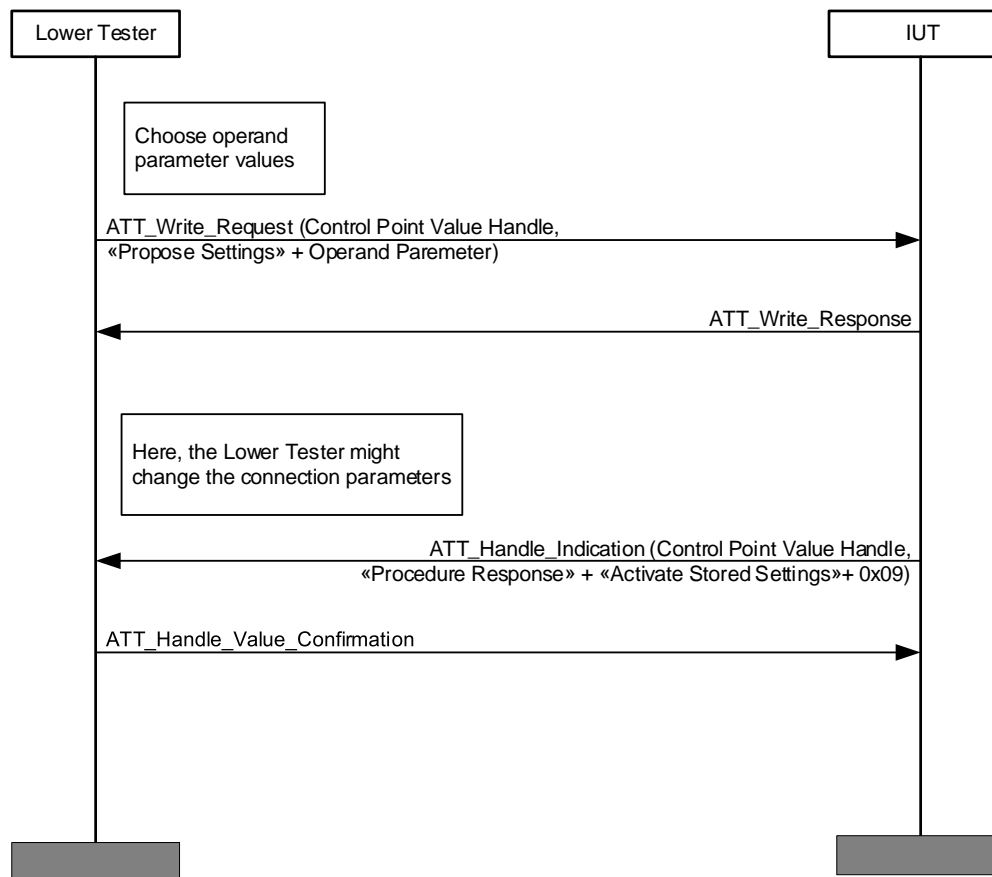 Lower Tester
IUT
Choose operand
parameter values
ATT_Write_Request (Control Point Value Handle,
«Propose Settings» + Operand Paremeter)
ATT_Write_Response
Here, the Lower Tester might
change the connection parameters
ATT_Handle_Indication (Control Point Value Handle,
«Procedure Response» + «Activate Stored Settings»+ 0x09)
ATT_Handle_Value_Confirmation